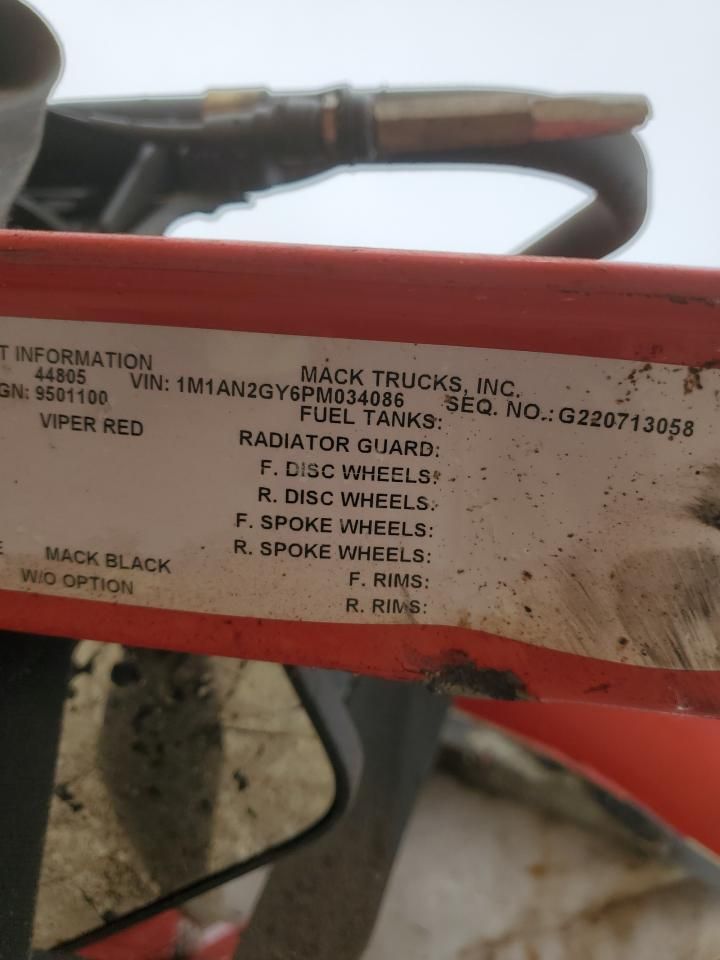 T INFORMATION MACK TRUCKS, INC.
44805 VIN: 1M1AN2GY6PM034086 SEQ. NO.: G220713058
GN: 9501100 FUEL TANKS:
VIPER RED RADIATOR GUARD:
F. DISC WHEELS:
R. DISC WHEELS:
F. SPOKE WHEELS:
E MACK BLACK R. SPOKE WHEELS:
W/O OPTION F. RIMS:
R. RIMS: